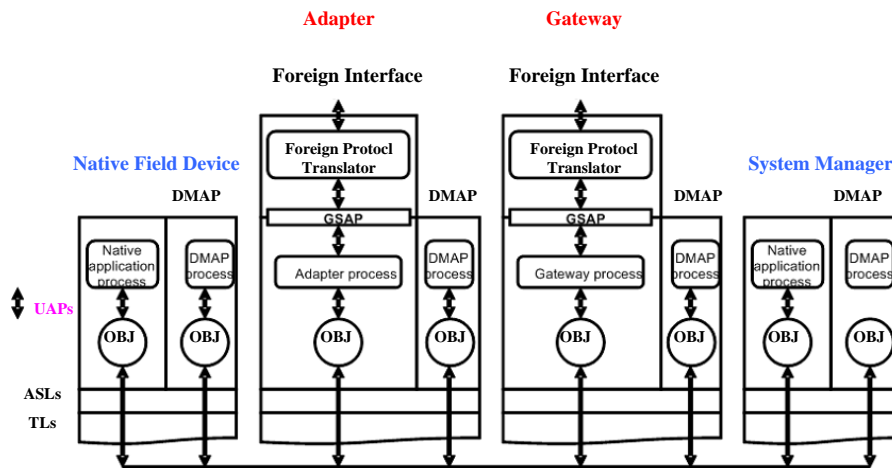 Adapter
Gateway
Foreign Interface
Foreign Interface
Foreign Protocl
Translator
Foreign Protocl
Translator
Native Field Device
System Manager
DMAP
DMAP
DMAP
DMAP
GSAP
GSAP
Native
application
process
DMAP
process
Adapter process
DMAP
process
Gateway process
DMAP
process
Native
application
process
DMAP
process
UAPs
OBJ
OBJ
OBJ
OBJ
OBJ
OBJ
OBJ
OBJ
ASLs
TLs